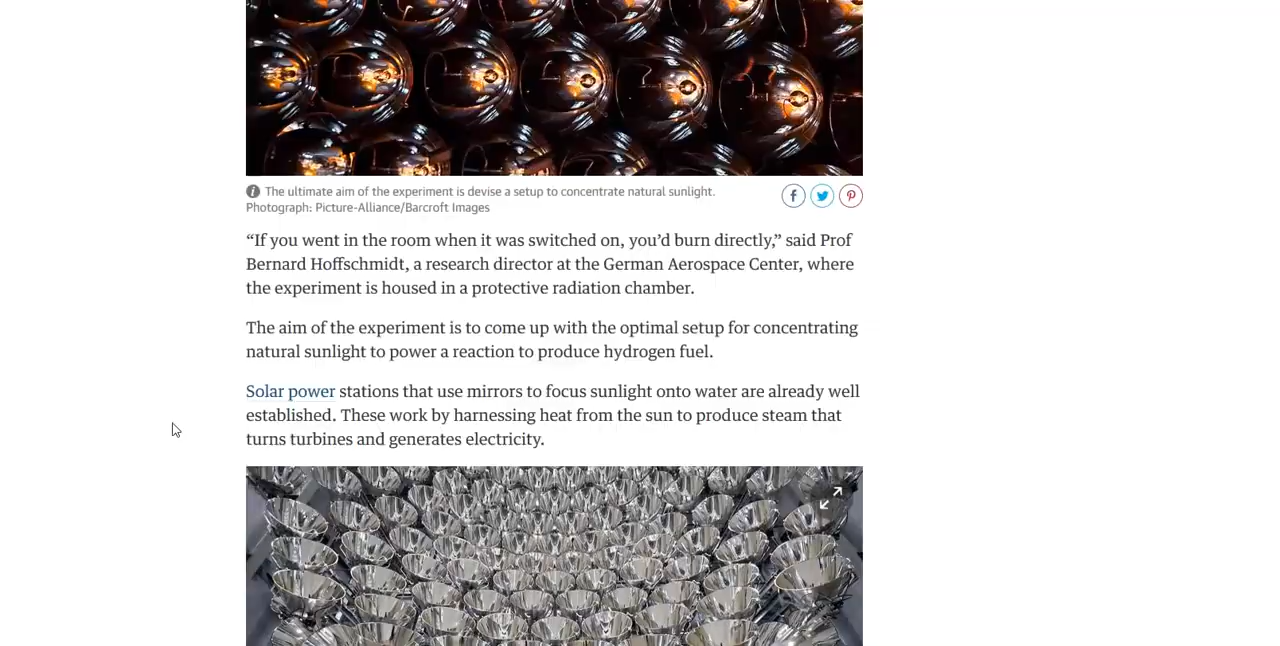 The ultimate aim of the experiment is devise a setup to concentrate natural sunlight.
Photograph: Picture-Alliance/Barcroft Images
“If you went in the room when it was switched on, you’d burn directly,” said Prof
Bernard Hoffschmidt, a research director at the German Aerospace Center, where
the experiment is housed in a protective radiation chamber.
The aim of the experiment is to come up with the optimal setup for concentrating
natural sunlight to power a reaction to produce hydrogen fuel.
Solar power stations that use mirrors to focus sunlight onto water are already well
established. These work by harnessing heat from the sun to produce steam that
turns turbines and generates electricity.